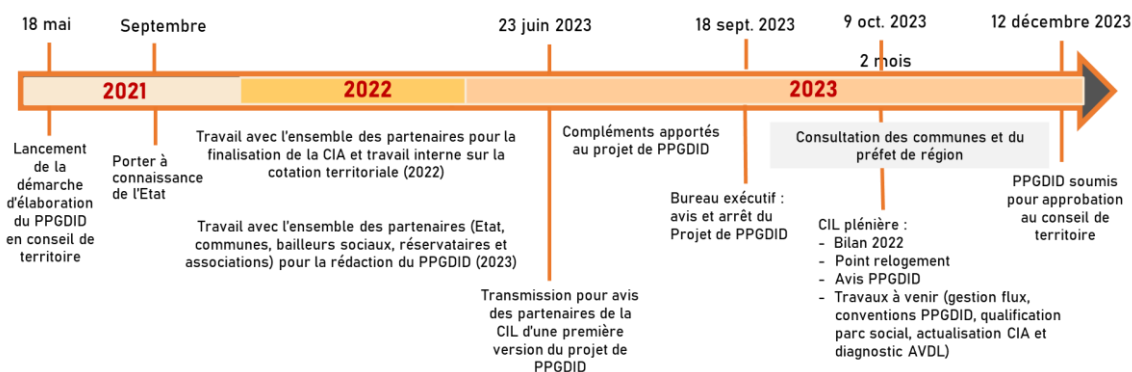 18 mai
Septembre
23 juin 2023
18 sept. 2023
9 oct. 2023
12 décembre 2023
2 mois
2021
2022
2023
Lancement
de la
démarche
d'élaboration
du PPGDID
en conseil de
territoire
Porter à
connaissance
de l'Etat
Travail avec l'ensemble des partenaires pour la
finalisation de la CIA et travail interne sur la
cotation territoriale (2022)
Travail avec l'ensemble des partenaires (Etat,
communes, bailleurs sociaux, réservataires et
associations) pour la rédaction du PPGDID (2023)
Transmission pour avis
des partenaires de la
CIL d'une première
version du projet de
PPGDID
Compléments apportés
au projet de PPGDID
Bureau exécutif :
avis et arrêt du
Projet de PPGDID
Consultation des communes et du
préfet de région
CIL plénière :
- Bilan 2022
- Point relogement
- Avis PPGDID
- Travaux à venir (gestion flux,
conventions PPGDID, qualification
parc social, actualisation CIA et
diagnostic AVDL)
PPGDID soumis
pour approbation
au conseil de
territoire